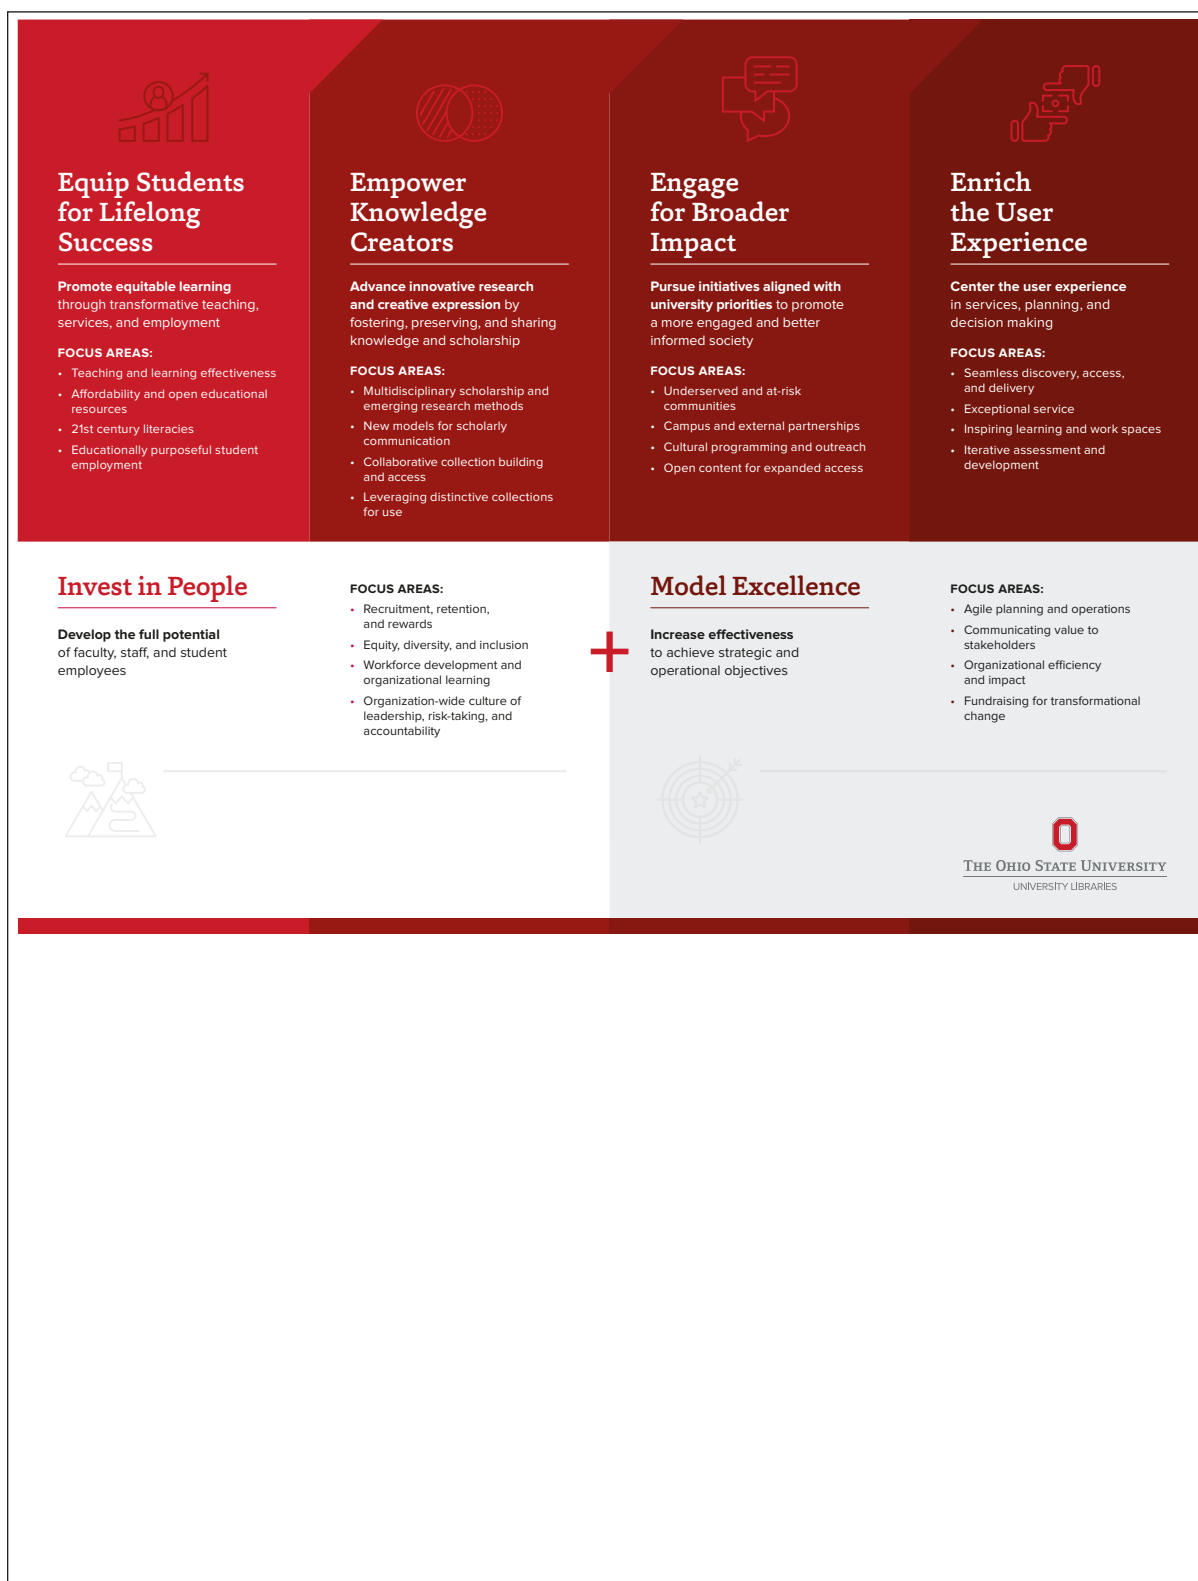 Equip Students
for Lifelong
Success
Promote equitable learning
through transformative teaching,
services, and employment
FOCUS AREAS:
• Teaching and learning effectiveness
• Affordability and open educational
resources
• 21st century literacies
• Educationally purposeful student
employment
Empower
Knowledge
Creators
Advance innovative research
and creative expression by
fostering, preserving, and sharing
knowledge and scholarship
FOCUS AREAS:
• Multidisciplinary scholarship and
emerging research methods
• New models for scholarly
communication
• Collaborative collection building
and access
• Leveraging distinctive collections
for use
Engage
for Broader
Impact
Pursue initiatives aligned with
university priorities to promote
a more engaged and better
informed society
FOCUS AREAS:
• Underserved and at-risk
communities
• Campus and external partnerships
• Cultural programming and outreach
• Open content for expanded access
Enrich
the User
Experience
Center the user experience
in services, planning, and
decision making
FOCUS AREAS:
• Seamless discovery, access,
and delivery
• Exceptional service
• Inspiring learning and work spaces
• Iterative assessment and
development
Invest in People
Develop the full potential
of faculty, staff, and student
employees
FOCUS AREAS:
• Recruitment, retention,
and rewards
• Equity, diversity, and inclusion
• Workforce development and
organizational learning
• Organization-wide culture of
leadership, risk-taking, and
accountability
+
Model Excellence
Increase effectiveness
to achieve strategic and
operational objectives
FOCUS AREAS:
• Agile planning and operations
• Communicating value to
stakeholders
• Organizational efficiency
and impact
• Fundraising for transformational
change
THE OHIO STATE UNIVERSITY
UNIVERSITY LIBRARIES